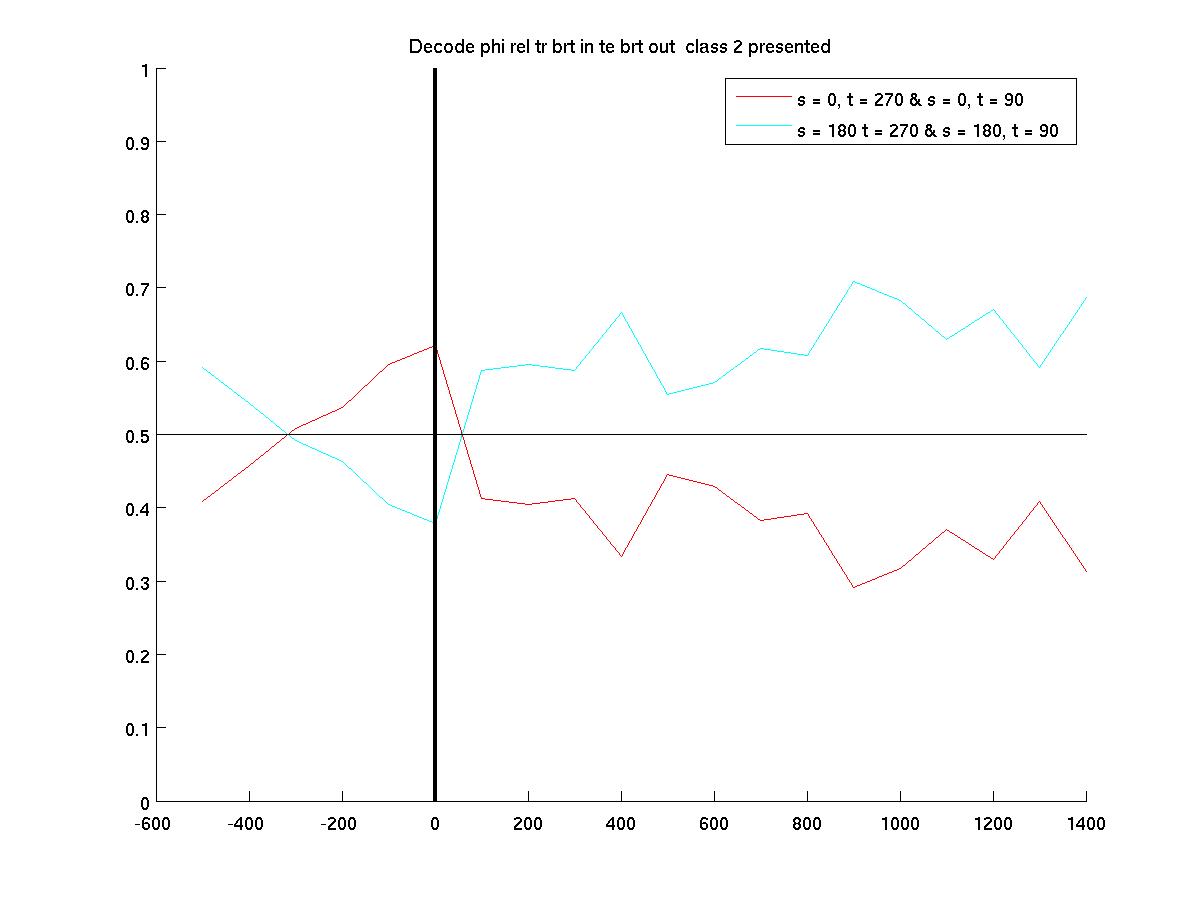 Decode phi rel tr brt in te brt out  class 2 presented
s = 0, t = 270 & s = 0, t = 90
s = 180 t = 270 & s = 180, t = 90
1
0.9
0.8
0.7
0.6
0.5
0.4
0.3
0.2
0.1
0
-600 -400 -200 0 200 400 600 800 1000 1200 1400